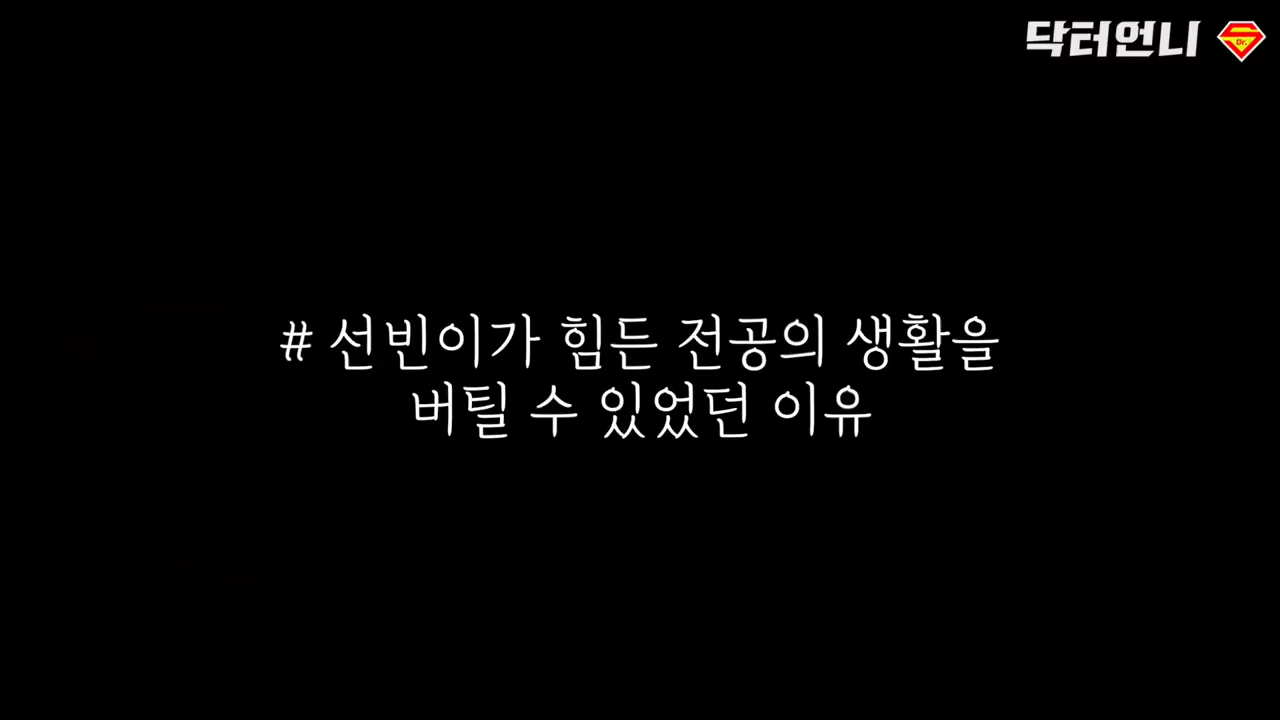 닥터언니
Dr.
# 선빈이가 힘든 전공의 생활을
버틸 수 있었던 이유